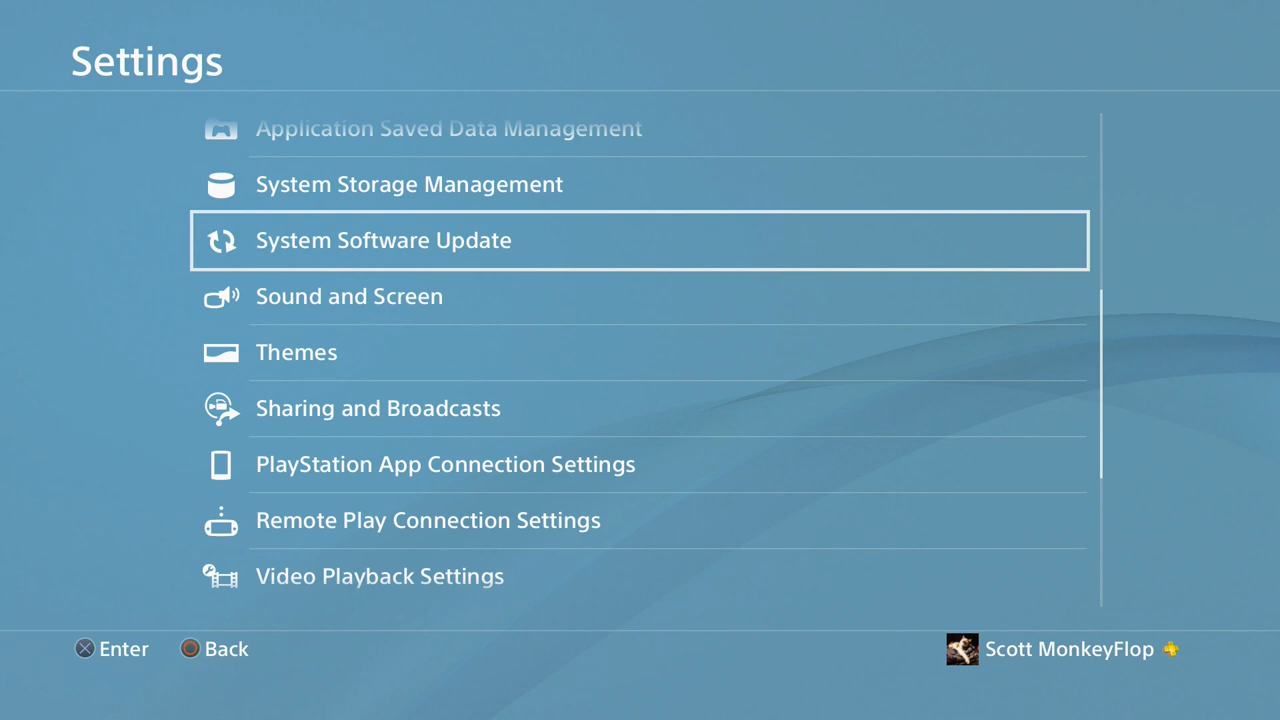 Settings
Application Saved Data Management
System Storage Management
System Software Update
Sound and Screen
Themes
Sharing and Broadcasts
PlayStation App Connection Settings
Remote Play Connection Settings
Video Playback Settings
Enter
Back
Scott MonkeyFlop